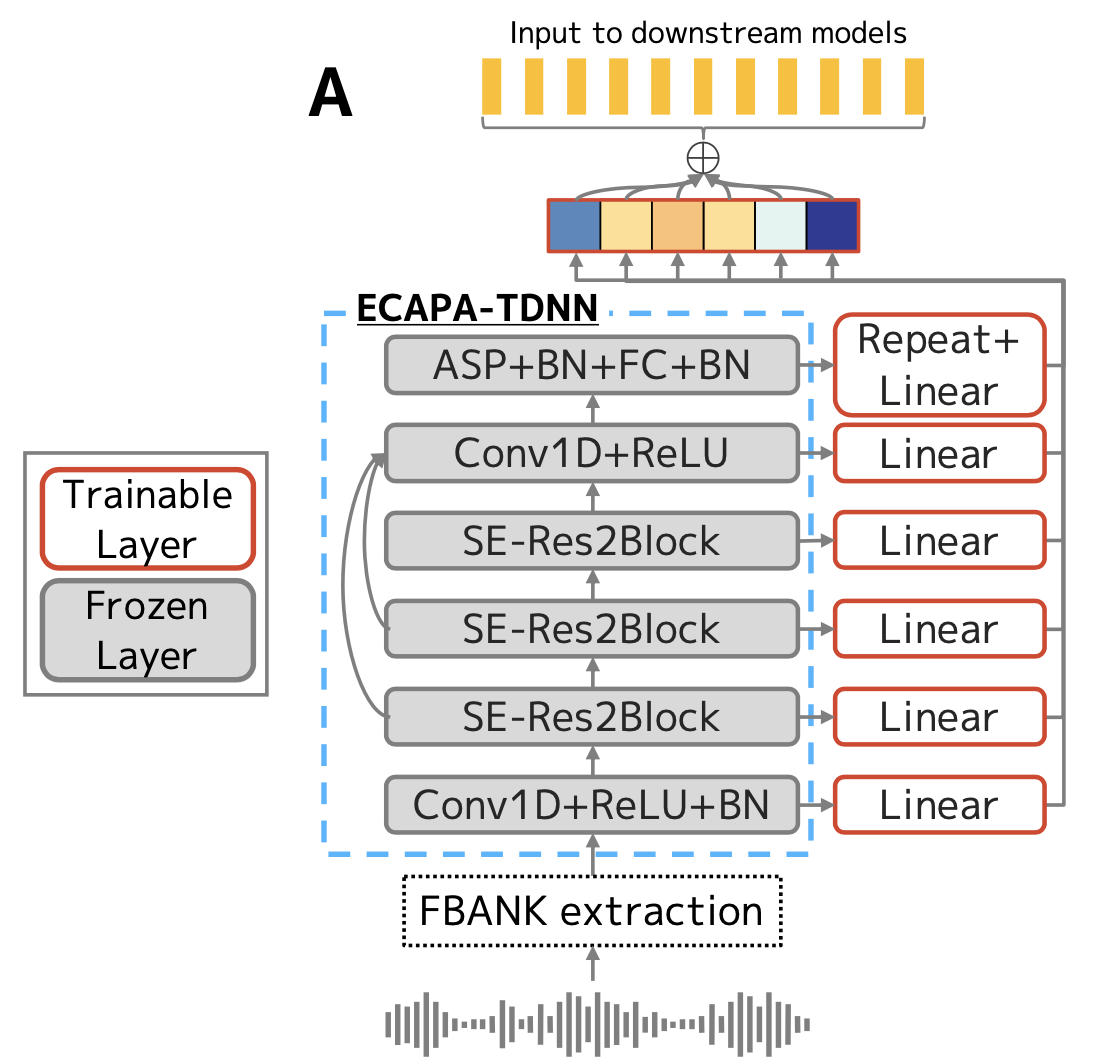 Input to downstream models
A
ECAPA-TDNN
ASP+BN+FC+BN
Repeat+
Linear
Conv1D+ReLU
Linear
Trainable
Layer
SE-Res2Block
Linear
Frozen
Layer
SE-Res2Block
Linear
SE-Res2Block
Linear
Conv1D+ReLU+BN
Linear
FBANK extraction